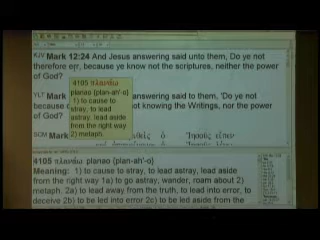 KJV Mark 12:24 And Jesus answering said unto them, Do ye not
therefore err, because ye know not the scriptures, neither the power
of God?
4105 πλανάω
planao {plan-ah'-o}
1) to cause to
stray, to lead
astray, lead aside
from the right way
2) metaph.
YLT Mark
answering said to them, 'Do ye not
because
not knowing the Writings, nor the power
of God?
SCM Mark
ὁ Ἰησοῦς εἶπεν
4105 πλανάω planao {plan-ah'-o}
Meaning: 1) to cause to stray, to lead astray, lead aside
from the right way 1a) to go astray, wander, roam about 2)
metaph. 2a) to lead away from the truth, to lead into error, to
deceive 2b) to be led into error 2c) to be led aside from the